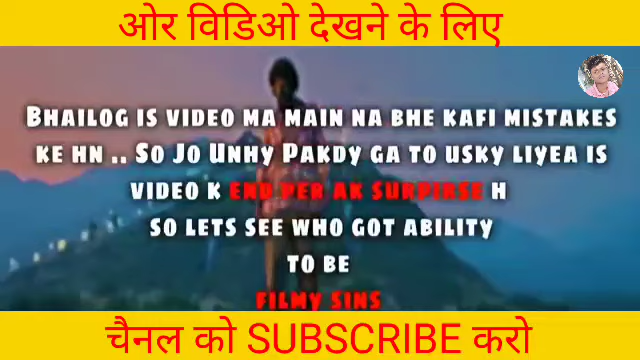 ओर विडिओ देखने के लिए
BHAILOG IS VIDEO MA MAIN NA BHE KAFI MISTAKES
KE HN .. SO JO UNHY PAKDY GA TO USKY LIYEA IS
VIDEO K END PER AK SURPIRSE H
SO LETS SEE WHO GOT ABILITY
TO BE
FILMY SINS
चैनल को SUBSCRIBE करो